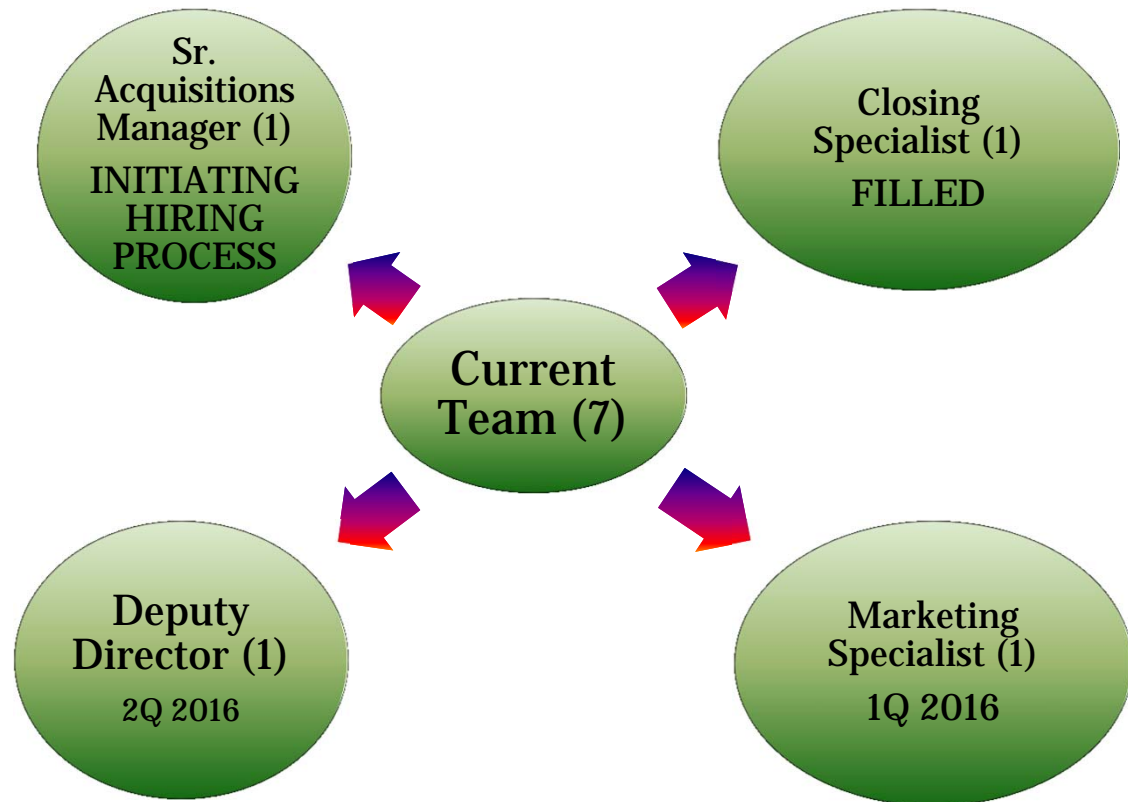 Sr.
Acquisitions
Manager (1)
INITIATING
HIRING
PROCESS
Closing
Specialist (1)
FILLED
Current
Team (7)
Deputy
Director (1)
2Q 2016
Marketing
Specialist (1)
1Q 2016